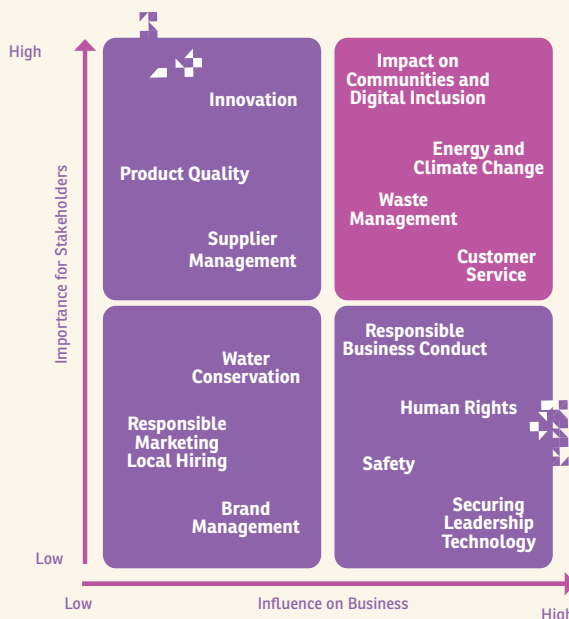 High
Importance for Stakeholders
Low
Innovation
Product Quality
Supplier
Management
Impact on
Communities and
Digital Inclusion
Energy and
Climate Change
Waste
Management
Customer
Service
Water
Conservation
Responsible
Marketing
Local Hiring
Brand
Management
Responsible
Business Conduct
Human Rights
Safety
Securing
Leadership
Technology
Low
Influence on Business
High